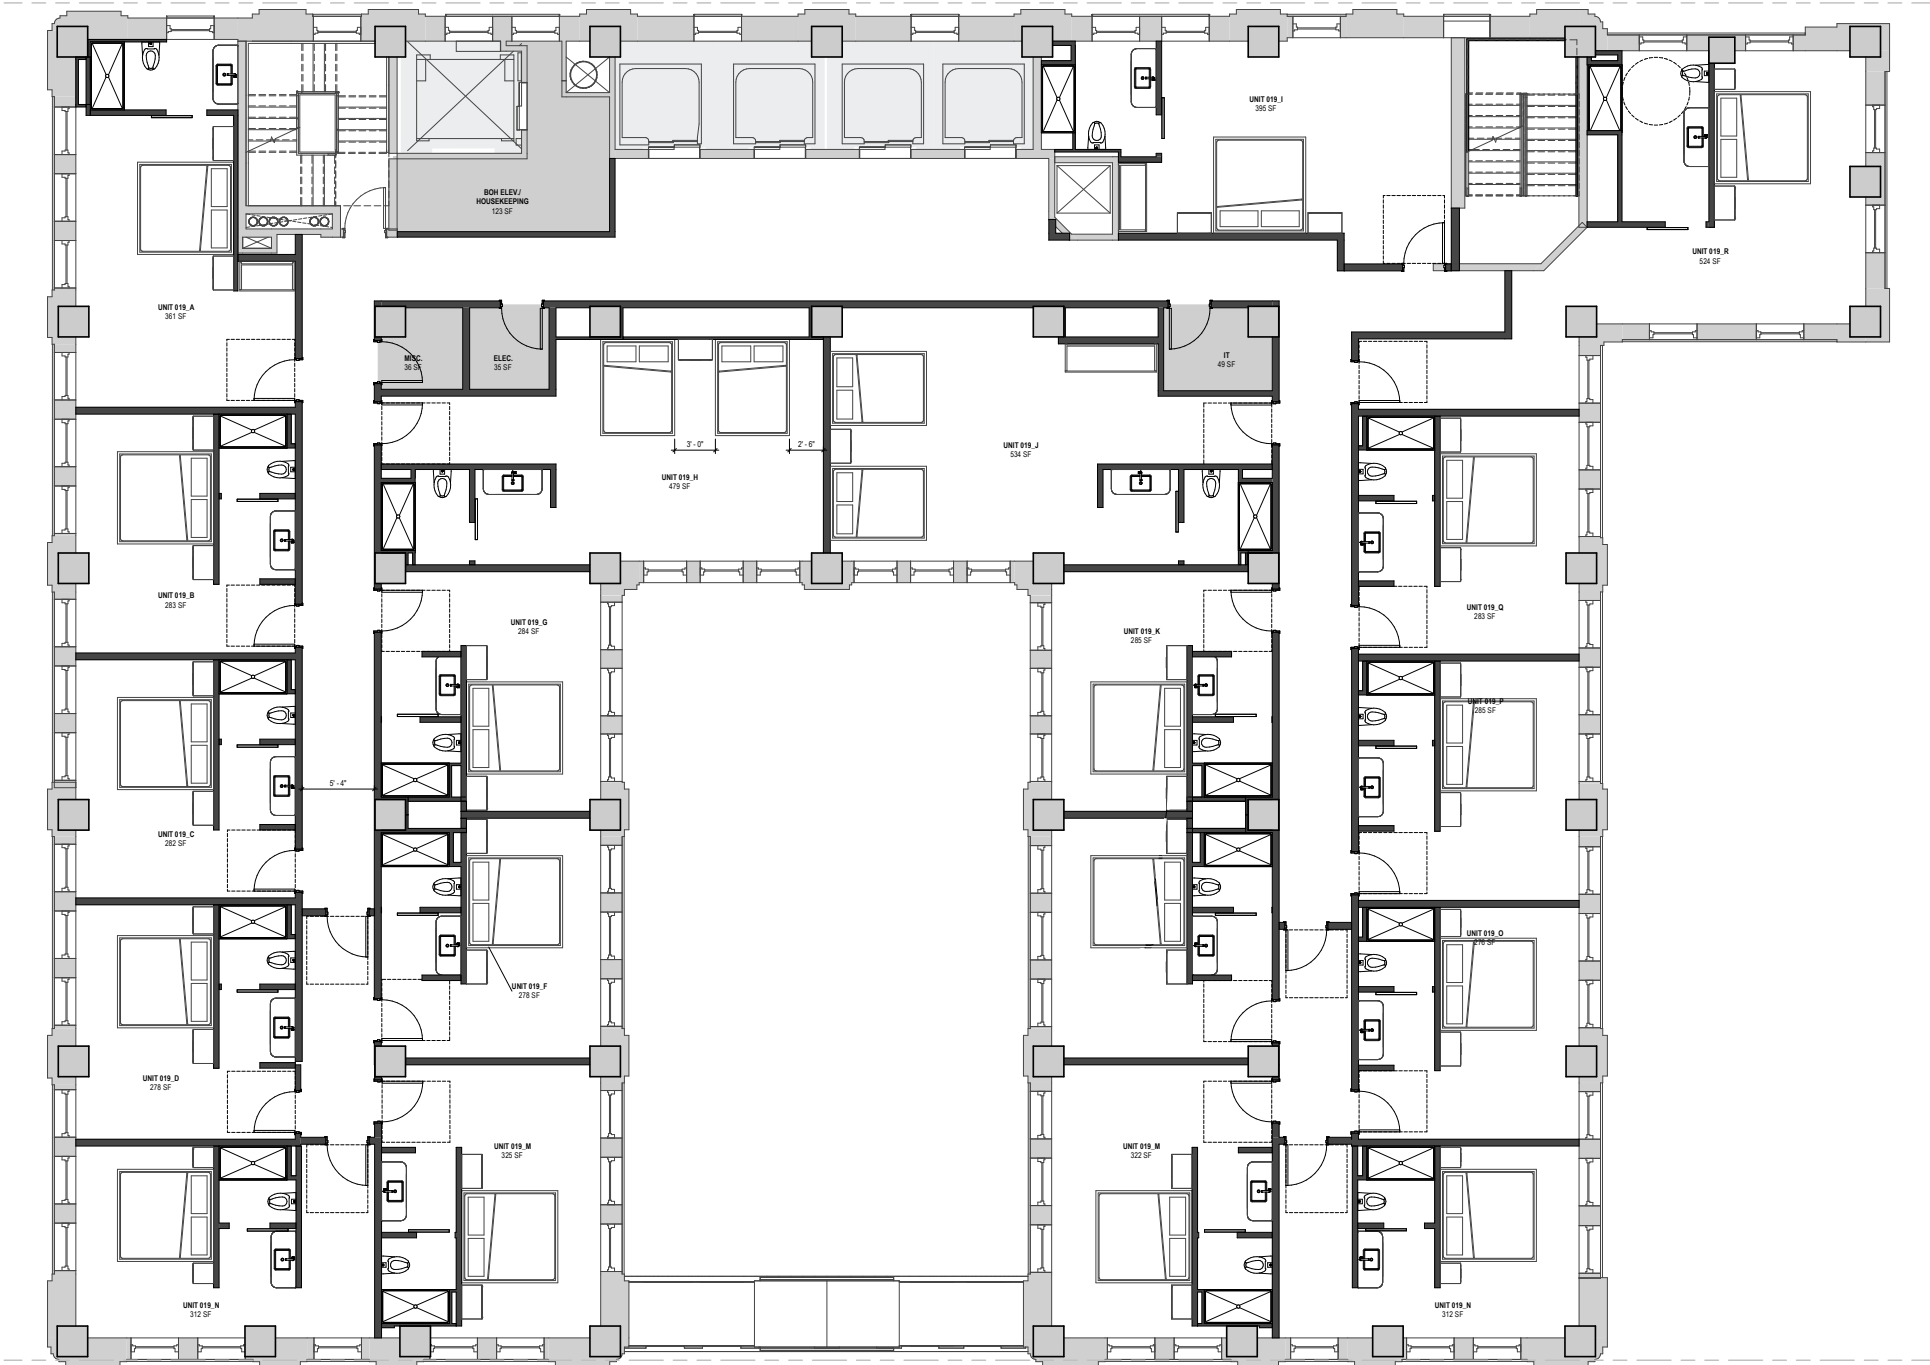 UNIT 019_I
395 SF
BOH ELEV./
HOUSEKEEPING
123 SF
UNIT 019_R
524 SF
UNIT 019_A
361 SF
MISC.
36 SF
ELEC.
35 SF
IT
49 SF
3' - 0"
2' - 6"
UNIT 019_J
534 SF
UNIT 019_H
479 SF
UNIT 019_B
283 SF
UNIT 019_Q
283 SF
UNIT 019_G
284 SF
UNIT 019_K
285 SF
UNIT 019_P
285 SF
5' - 4"
UNIT 019_C
282 SF
UNIT 019_O
276 SF
UNIT 019_F
278 SF
UNIT 019_D
278 SF
UNIT 019_M
325 SF
UNIT 019_M
322 SF
UNIT 019_N
312 SF
UNIT 019_N
312 SF